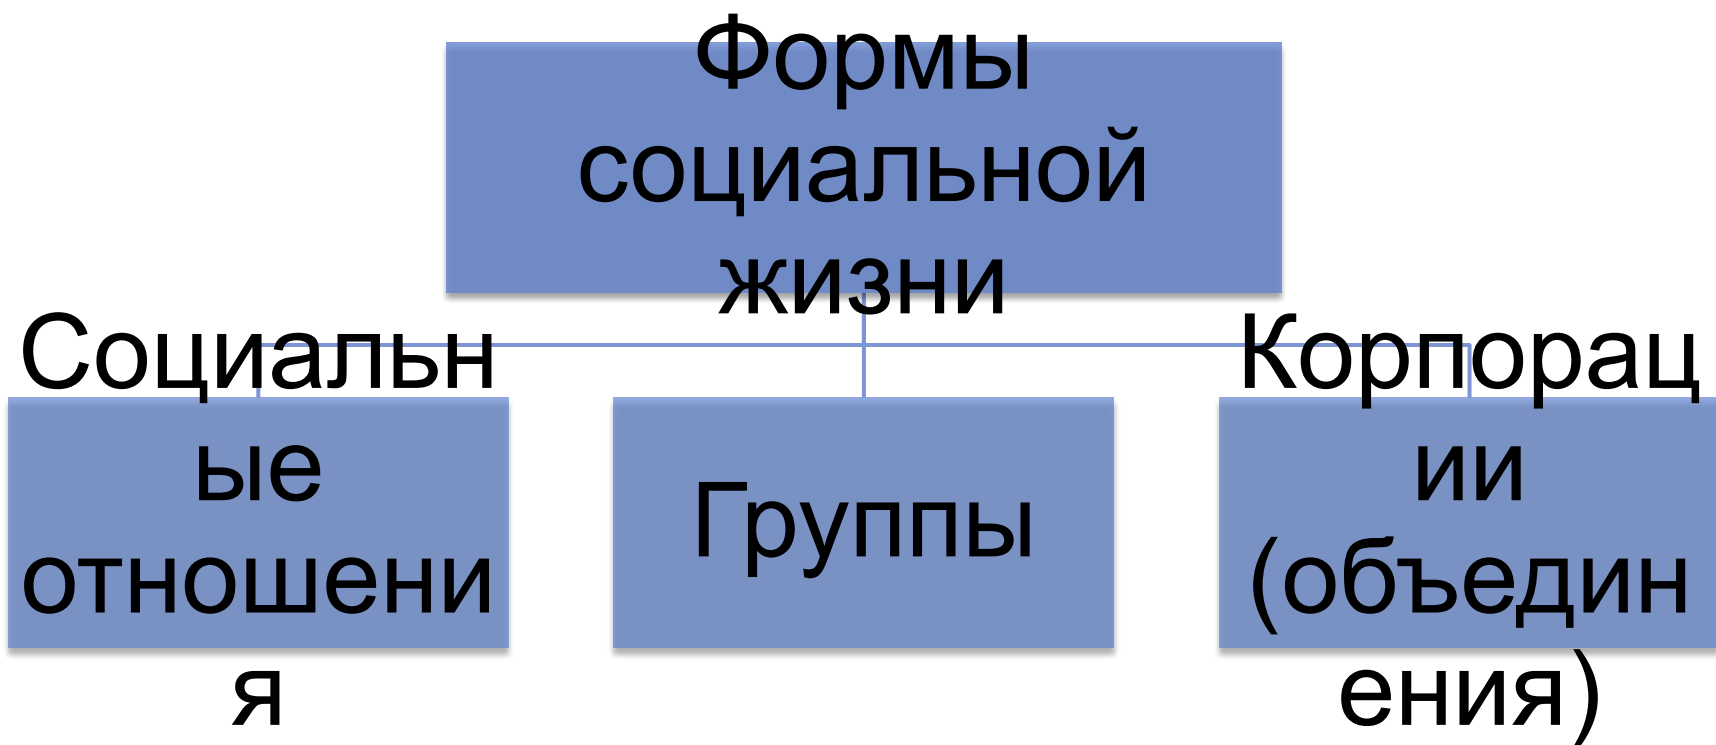 Формы
социальной
жизни
Социальн
ые
отношени
я
Группы
Корпорац
ии
(объедин
ения)